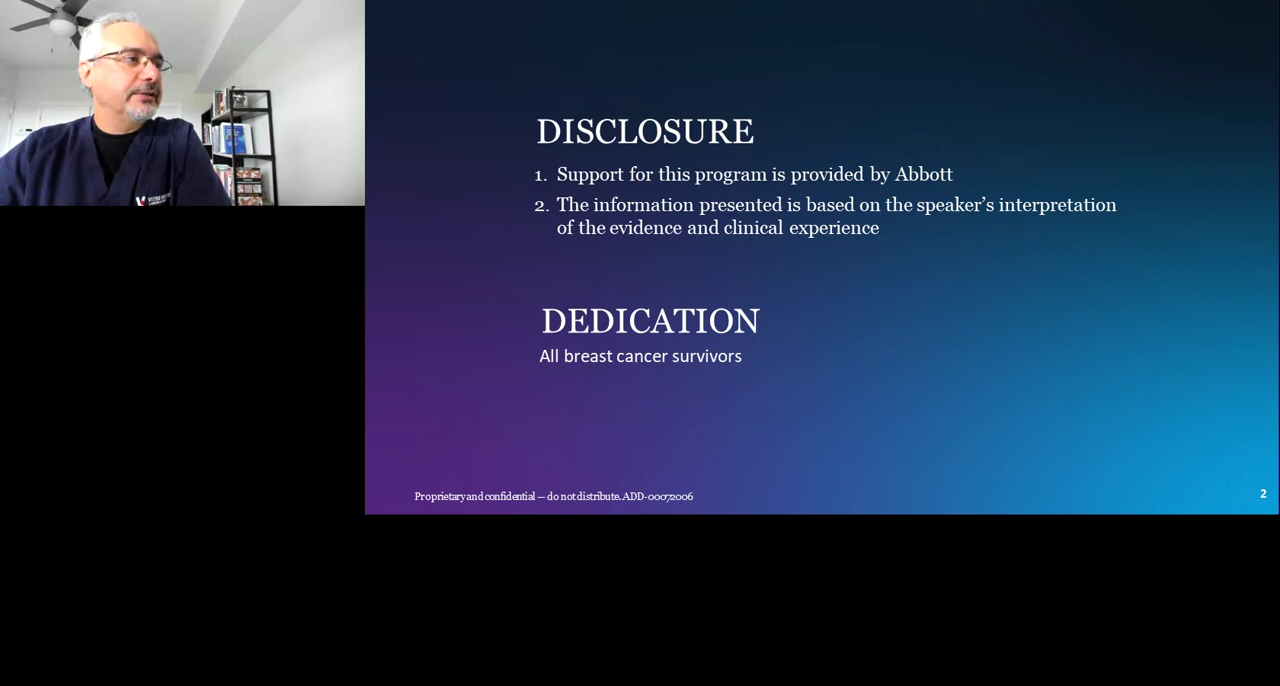 DISCLOSURE
1. Support for this program is provided by Abbott
2. The information presented is based on the speaker’s interpretation
of the evidence and clinical experience
DEDICATION
All breast cancer survivors
Proprietary and confidential — do not distribute. ADD-00072006
2